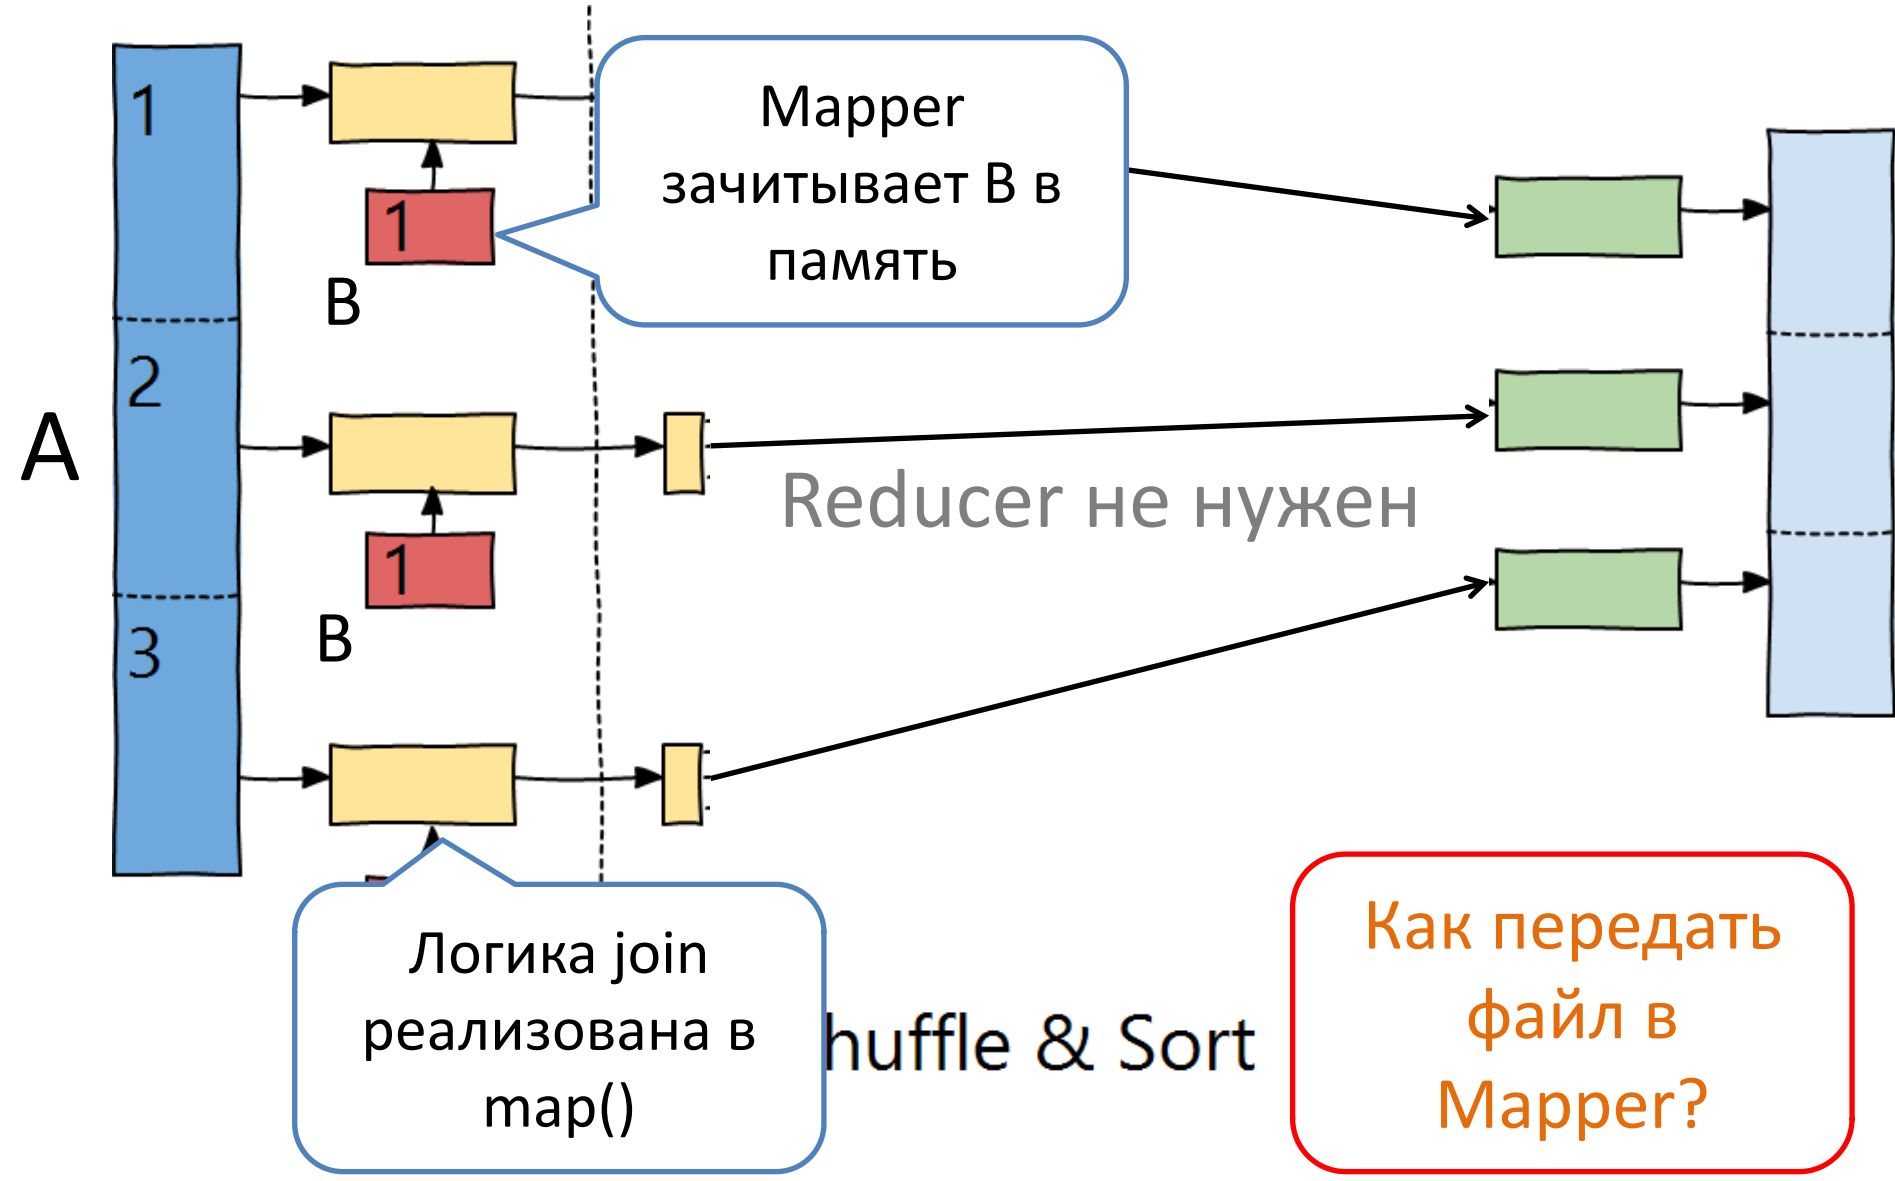 1
Mapper
зачитывает B в
память
1
B
2
A
Reducer не нужен
1
B
3
Логика join
реализована в
map()
huffle & Sort
Как передать
файл в
Mapper?